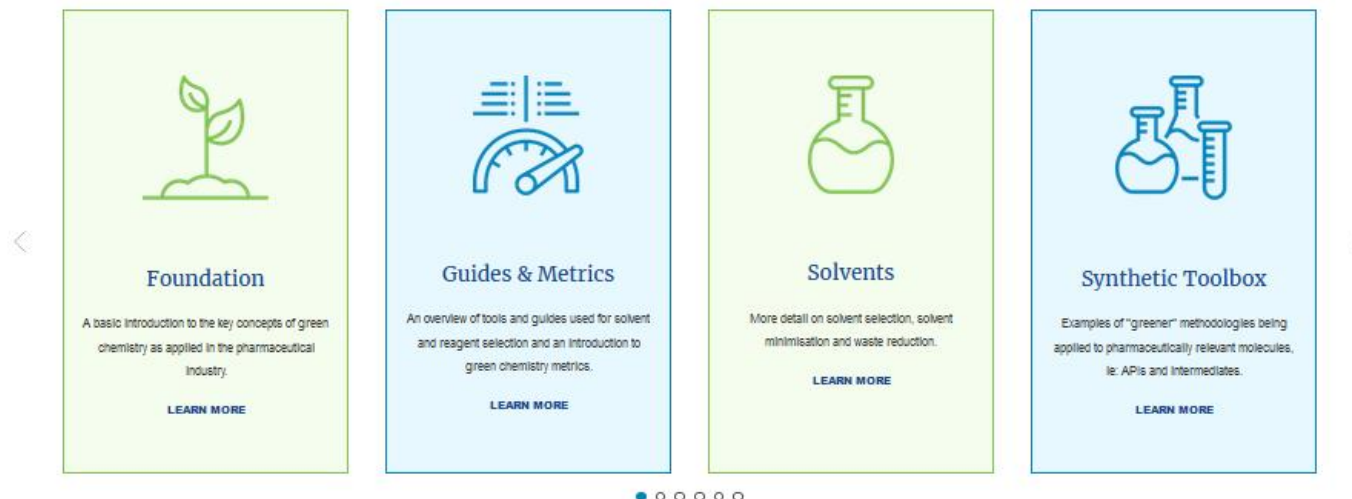 Foundation
A basic introduction to the key concepts of green
chemistry as applied in the pharmaceutical
industry.
LEARN MORE
Guides & Metrics
An overview of tools and guides used for solvent
and reagent selection and an introduction to
green chemistry metrics.
LEARN MORE
Solvents
More detail on solvent selection, solvent
minimisation and waste reduction.
LEARN MORE
Synthetic Toolbox
Examples of "greener" methodologies being
applied to pharmaceutically relevant molecules,
ie: APIs and intermediates.
LEARN MORE